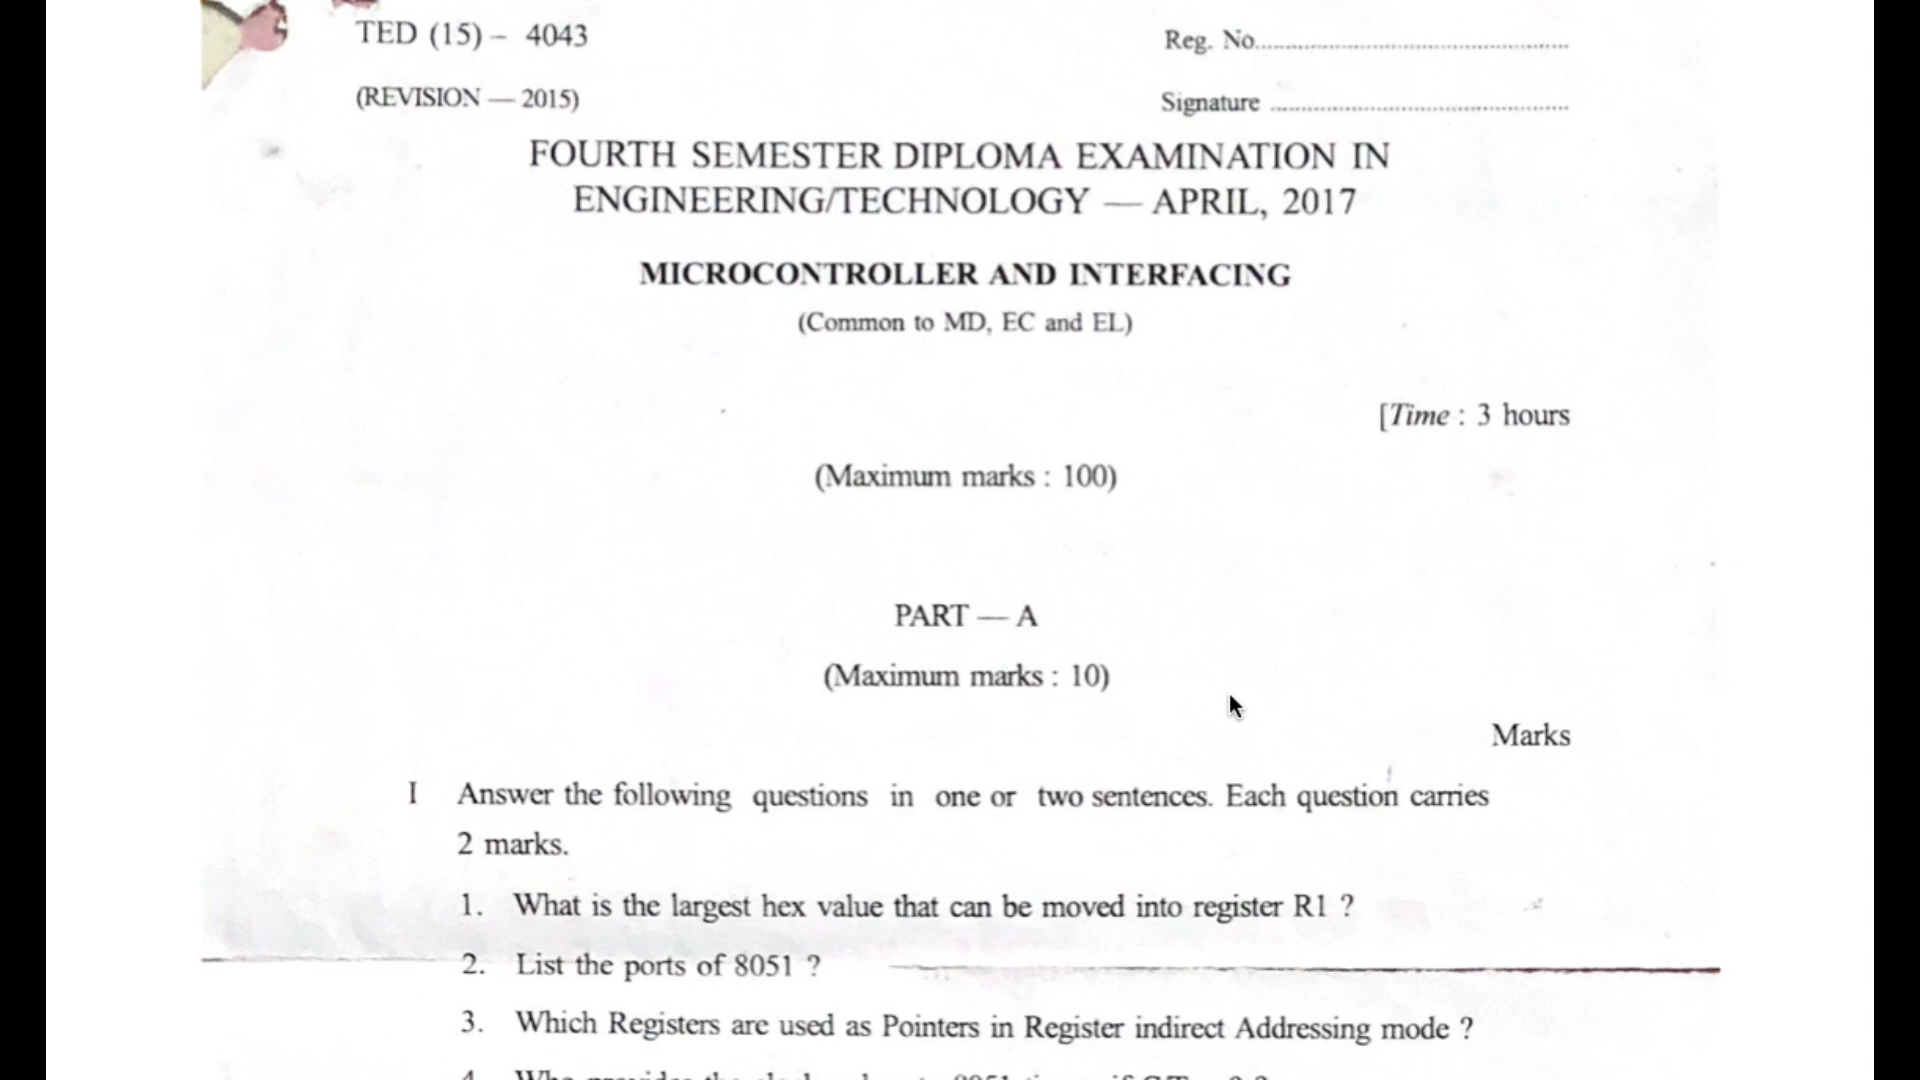 TED (15) – 4043
Reg. No.
(REVISION — 2015)
Signature
FOURTH SEMESTER DIPLOMA EXAMINATION IN
ENGINEERING/TECHNOLOGY — APRIL, 2017
MICROCONTROLLER AND INTERFACING
(Common to MD, EC and EL)
[Time : 3 hours
(Maximum marks : 100)
PART — A
(Maximum marks : 10)
Marks
I Answer the following questions in one or two sentences. Each question carries
2 marks.
1. What is the largest hex value that can be moved into register R1 ?
2. List the ports of 8051 ?
3. Which Registers are used as Pointers in Register indirect Addressing mode ?